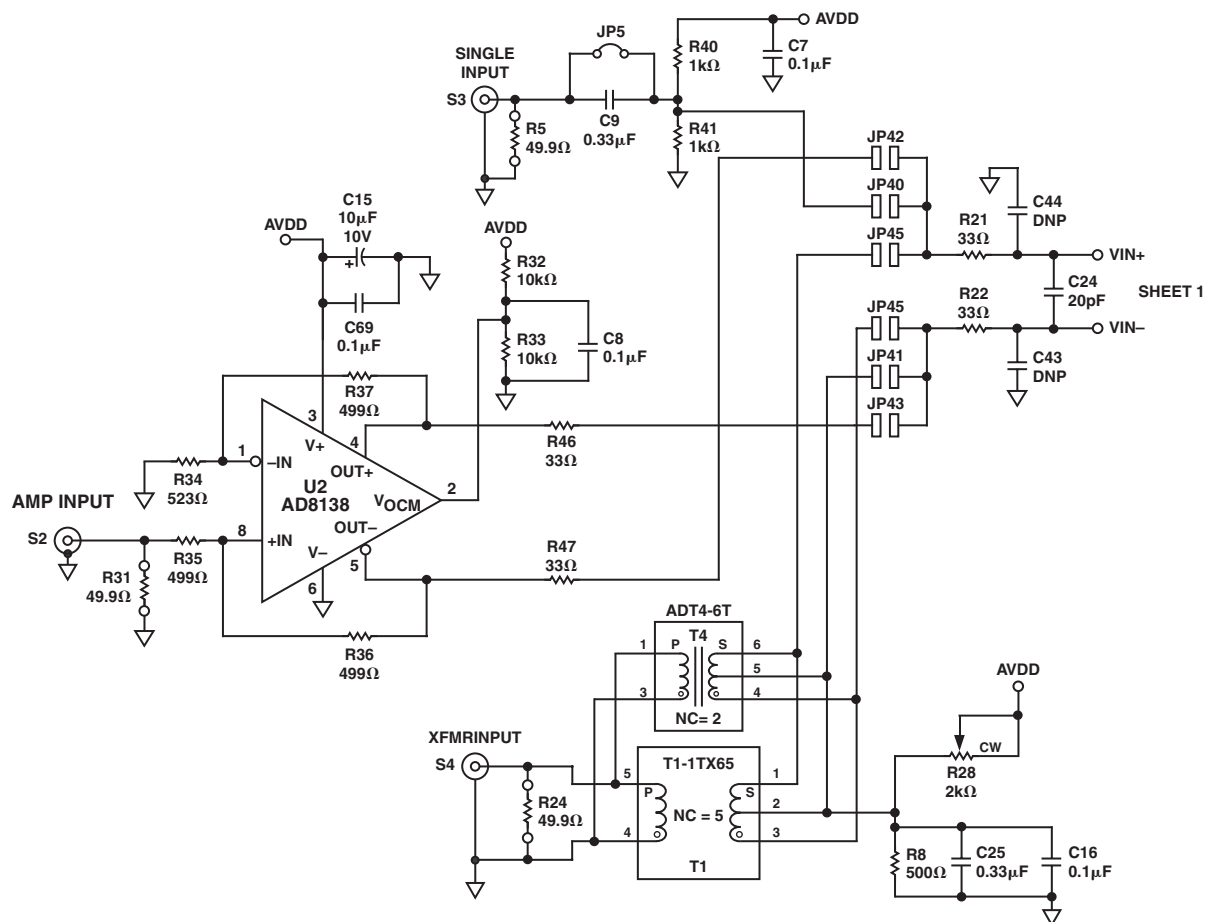 AVDD
JP5
SINGLE
INPUT
R40
1kΩ
C7
0.1µF
S3
R5
49.9Ω
C9
0.33µF
R41
1kΩ
JP42
C15
10µF
10V
AVDD
+
AVDD
JP40
C44
DNP
R21
33Ω
JP45
VIN+
R32
10kΩ
C24
20pF
SHEET 1
C69
0.1µF
R33
10kΩ
C8
0.1µF
JP45
R22
33Ω
VIN–
JP41
C43
DNP
R37
499Ω
JP43
3
4
V+
1
–IN
OUT+
R46
33Ω
R34
523Ω
U2
AD8138
2
VOCM
AMP INPUT
S2
8
+IN
OUT–
R35
499Ω
V–
5
6
R47
33Ω
R31
49.9Ω
R36
499Ω
ADT4-6T
T4
1
P
S
6
5
3
4
NC= 2
AVDD
XFMRINPUT
S4
T1-1TX65
5
P
S
1
R24
49.9Ω
NC = 5
2
4
3
T1
CW
R28
2kΩ
R8
500Ω
C25
0.33µF
C16
0.1µF